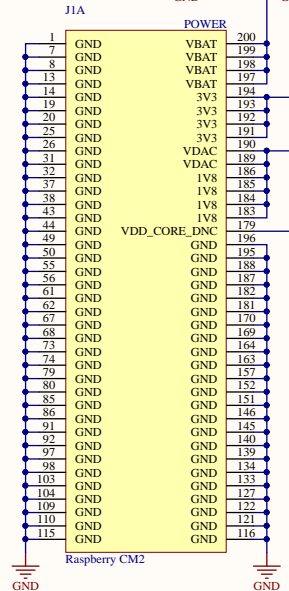 J1A
POWER
1 GND VBAT 200
7 GND VBAT 199
8 GND VBAT 198
13 GND VBAT 197
14 GND 3V3 194
19 GND 3V3 193
20 GND 3V3 192
25 GND 3V3 191
26 GND VDAC 190
31 GND VDAC 189
32 GND 1V8 186
37 GND 1V8 185
38 GND 1V8 184
43 GND 1V8 183
44 GND VDD_CORE_DNC 179
49 GND GND 196
50 GND GND 195
55 GND GND 188
56 GND GND 187
61 GND GND 182
62 GND GND 181
67 GND GND 170
68 GND GND 169
73 GND GND 164
74 GND GND 163
79 GND GND 157
80 GND GND 152
85 GND GND 151
86 GND GND 146
91 GND GND 145
92 GND GND 140
97 GND GND 139
98 GND GND 134
103 GND GND 133
104 GND GND 127
109 GND GND 122
110 GND GND 121
115 GND GND 116
Raspberry CM2
GND GND